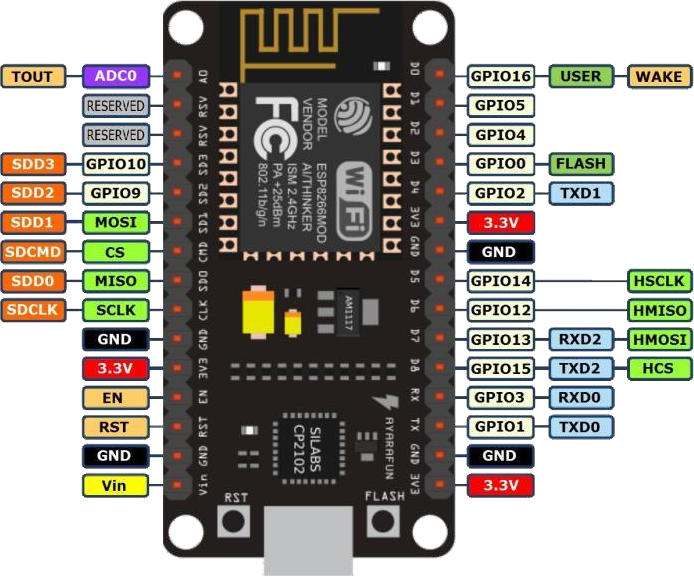 TOUT ADC0 A0 D0 GPIO16 USER WAKE
RESERVED RSV D1 GPIO5
RESERVED RSV D2 GPIO4
SDD3 GPIO10 SD3 D3 GPIO0 FLASH
SDD2 GPIO9 SD2 D4 GPIO2 TXD1
SDD1 MOSI SD1 3V3 3.3V
SDCMD CS CMD GND GND
SDD0 MISO SD0 D5 GPIO14 HSCLK
SDCLK SCLK CLK D6 GPIO12 HMISO
GND GND D7 GPIO13 RXD2 HMOSI
3.3V 3V3 D8 GPIO15 TXD2 HCS
EN EN RX GPIO3 RXD0
RST RST TX GPIO1 TXD0
GND GND GND GND
Vin Vin 3V3 3.3V
FC
MODEL ESP8266MOD
VENDOR AI/THINKER
ISM 2.4GHz
PA +25dBm
802.11b/g/n
Wi Fi
AM1117
SILABS
CP2102
AYARAFUN
RST
FLASH